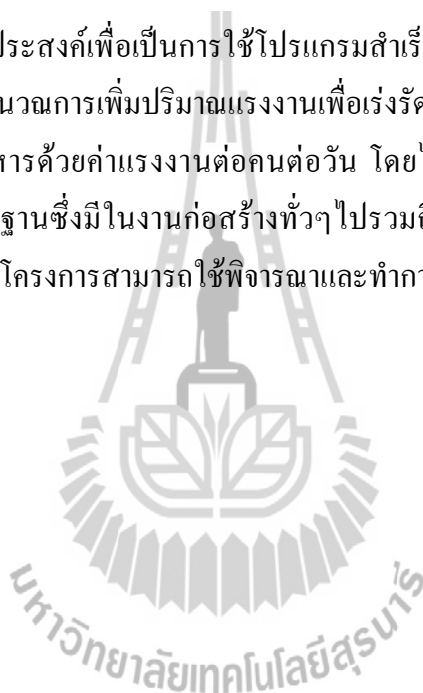 ประสงค์เพื่อเป็นการใช้โปรแกรมสำเร็
นวณการเพิ่มปริมาณแรงงานเพื่อเร่งรัด
หารด้วยค่าแรงงานต่อคนต่อวัน โดยไ
ฐานซึ่งมีในงานก่อสร้างทั่วๆไปรวมถึ
โครงการสามารถใช้พิจารณาและทำกา
มหาวิทยาลัยเทคโนโลยีสุรนารี